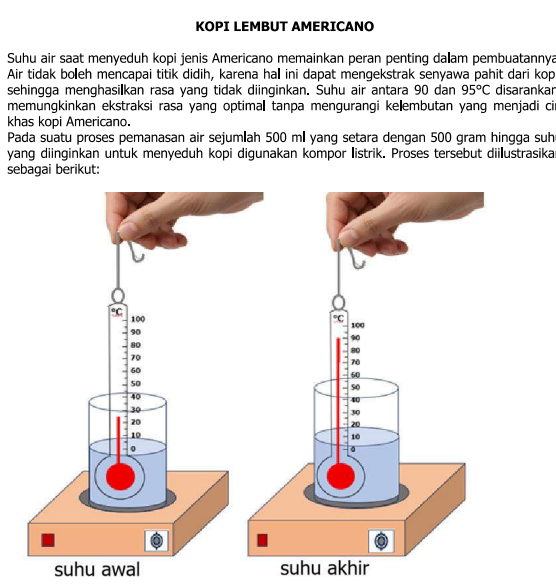 KOPI LEMBUT AMERICANO
Suhu air saat menyeduh kopi jenis Americano memainkan peran penting dalam pembuatannya
Air tidak boleh mencapai titik didih, karena hal ini dapat mengekstrak senyawa pahit dari kop
sehingga menghasilkan rasa yang tidak diinginkan. Suhu air antara 90 dan 95°C disarankan
memungkinkan ekstraksi rasa yang optimal tanpa mengurangi kelembutan yang menjadi ci
khas kopi Americano.
Pada suatu proses pemanasan air sejumlah 500 ml yang setara dengan 500 gram hingga suhu
yang diinginkan untuk menyeduh kopi digunakan kompor listrik. Proses tersebut diilustrasikan
sebagai berikut:
°C
100
90
80
70
60
50
40
30
20
10
0
°C
100
90
80
70
60
50
40
30
20
10
0
suhu awal
suhu akhir